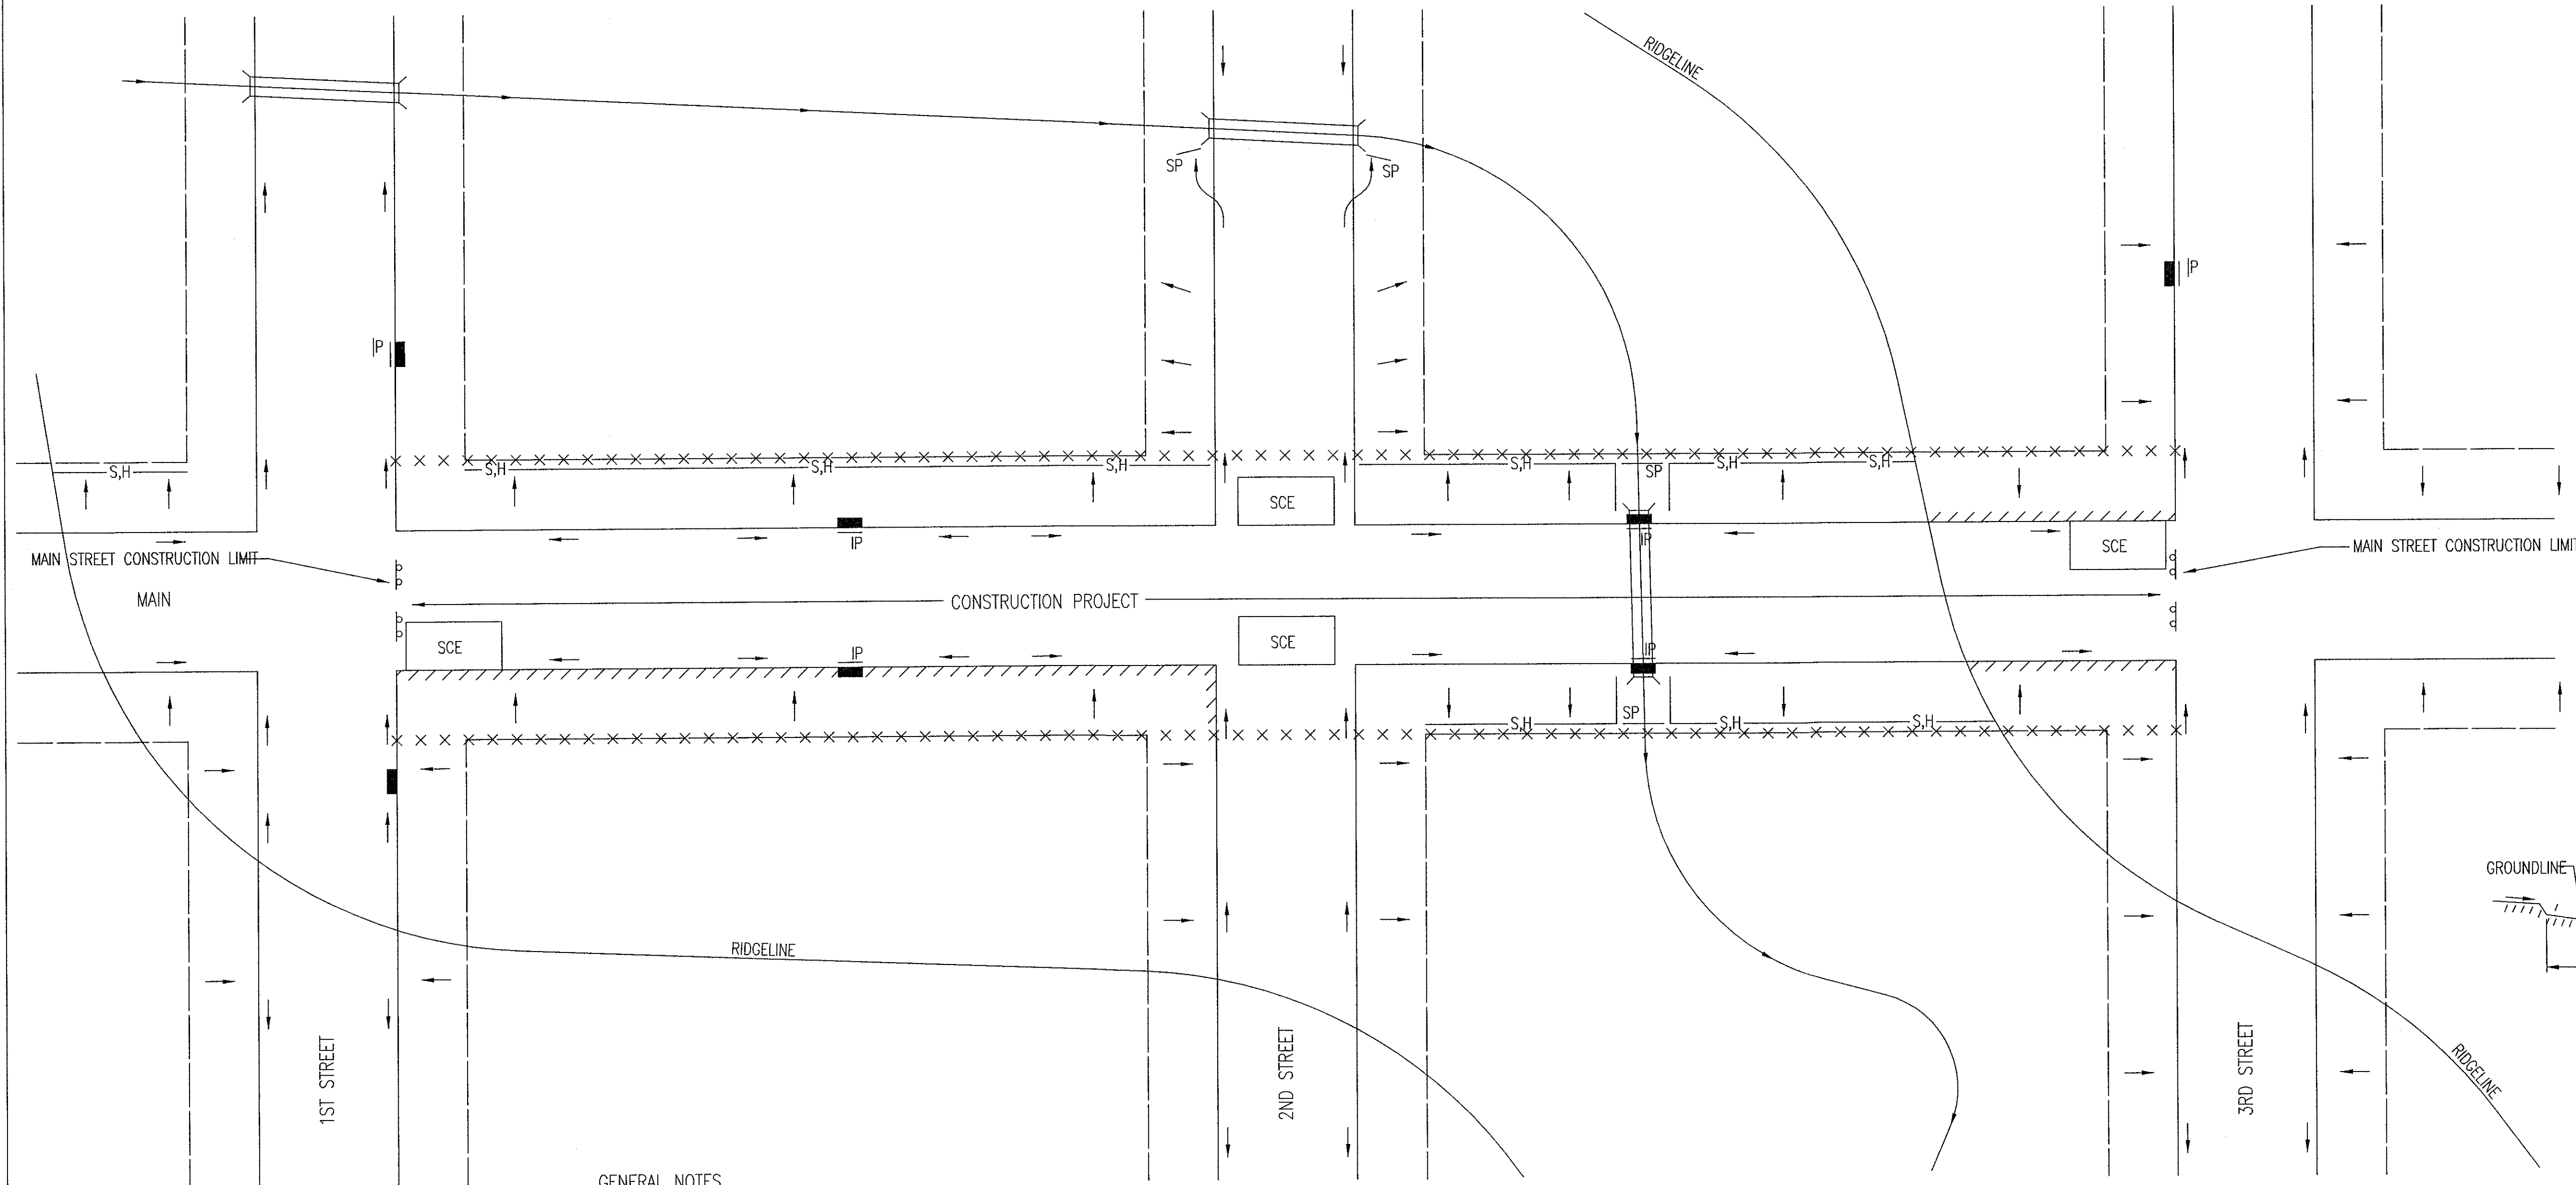 RIDGELINE
SP
SP
IP
IP
S,H
S,H
S,H
S,H
S,H
SP
S,H
S,H
SCE
IP
IP
SCE
MAIN STREET CONSTRUCTION LIMIT
MAIN STREET CONSTRUCTION LIMIT
MAIN
CONSTRUCTION PROJECT
SCE
SCE
IP
IP
S,H
SP
S,H
S,H
GROUNDLINE
RIDGELINE
1ST STREET
2ND STREET
3RD STREET
RIDGELINE
GENERAL NOTES